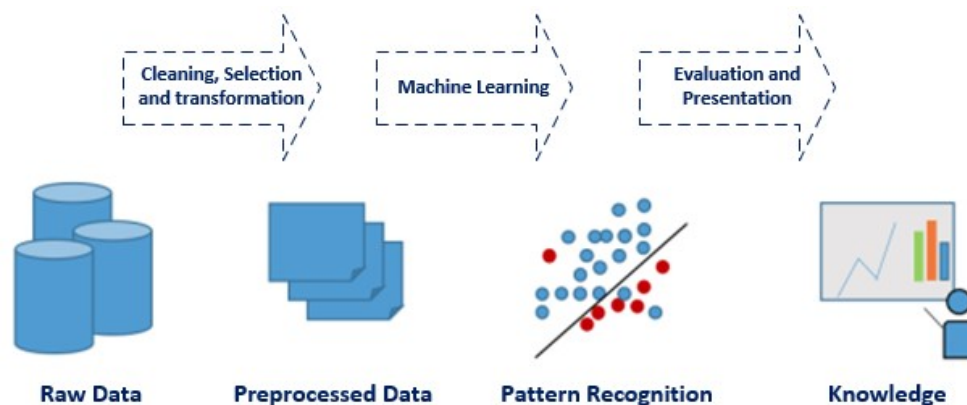 Cleaning, Selection
and transformation
Machine Learning
Evaluation and
Presentation
Raw Data
Preprocessed Data
Pattern Recognition
Knowledge